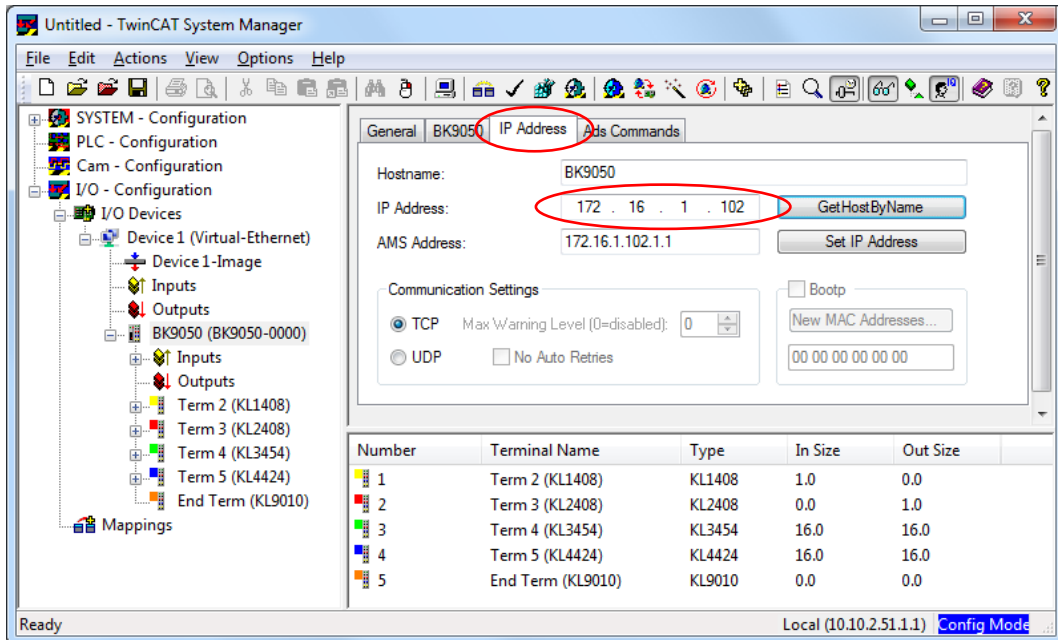 Untitled - TwinCAT System Manager
File Edit Actions View Options Help
SYSTEM - Configuration
PLC - Configuration
Cam - Configuration
I/O - Configuration
I/O Devices
Device 1 (Virtual-Ethernet)
Device 1-Image
Inputs
Outputs
BK9050 (BK9050-0000)
Inputs
Outputs
Term 2 (KL1408)
Term 3 (KL2408)
Term 4 (KL3454)
Term 5 (KL4424)
End Term (KL9010)
Mappings
General BK9050 IP Address Ads Commands
Hostname: BK9050
IP Address: 172 . 16 . 1 . 102 GetHostByName
AMS Address: 172.16.1.102.1.1 Set IP Address
Communication Settings Bootp
TCP Max Warning Level (0=disabled): 0 New MAC Addresses...
UDP No Auto Retries 00 00 00 00 00 00
Number Terminal Name Type In Size Out Size
1 Term 2 (KL1408) KL1408 1.0 0.0
2 Term 3 (KL2408) KL2408 0.0 1.0
3 Term 4 (KL3454) KL3454 16.0 16.0
4 Term 5 (KL4424) KL4424 16.0 16.0
5 End Term (KL9010) KL9010 0.0 0.0
Ready Local (10.10.2.51.1.1) Config Mode